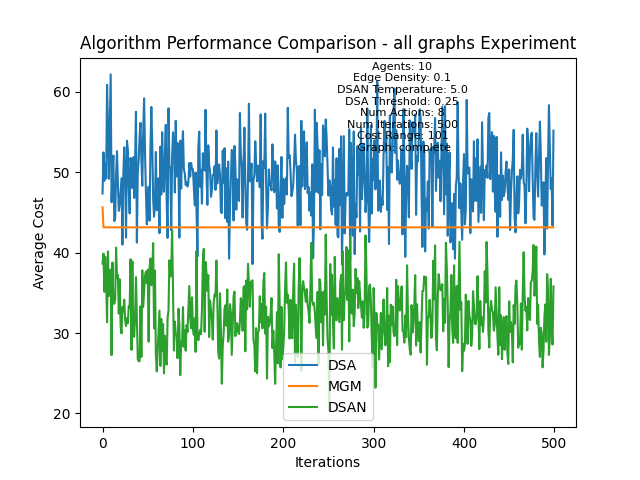 Algorithm Performance Comparison - all graphs Experiment
Agents: 10
Edge Density: 0.1
DSAN Temperature: 5.0
DSA Threshold: 0.25
Num Actions: 8
Num Iterations: 500
Cost Range: 101
Graph: complete
60
50
40
30
20
Average Cost
DSA
MGM
DSAN
0
100
200
300
400
500
Iterations